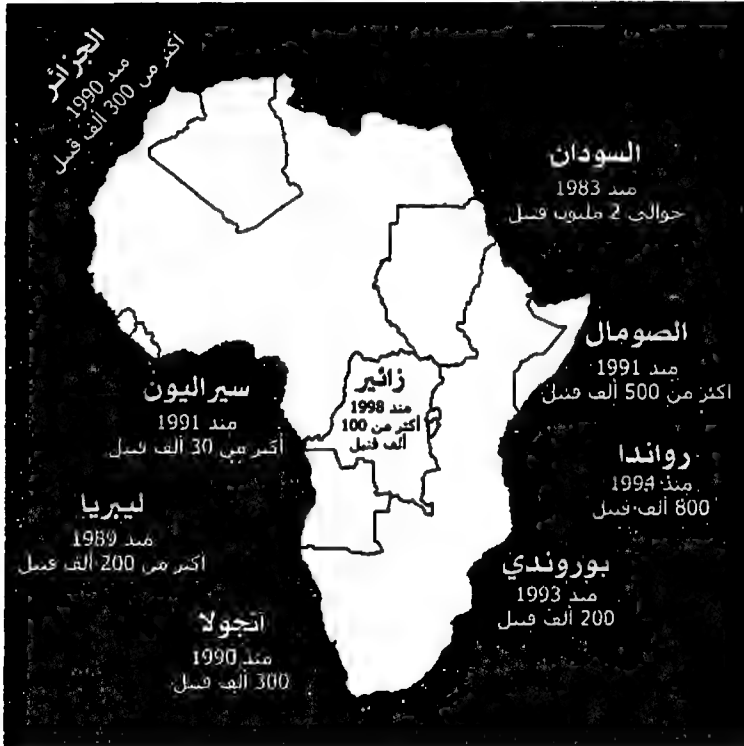 الجزائر
منذ 1990
أكثر من 300 ألف قتيل
السودان
منذ 1983
حوالي 2 مليون قتيل
الصومال
منذ 1991
اكثر من 500 ألف قتيل
زائير
منذ 1998
أكثر من 100
ألف قتيل
سيراليون
منذ 1991
أكثر من 30 ألف قتيل
رواندا
منذ 1994
800 ألف قتيل
ليبريا
منذ 1989
اكثر من 200 ألف قتيل
بوروندي
منذ 1993
200 ألف قتيل
انجولا
منذ 1990
300 ألف قتيل